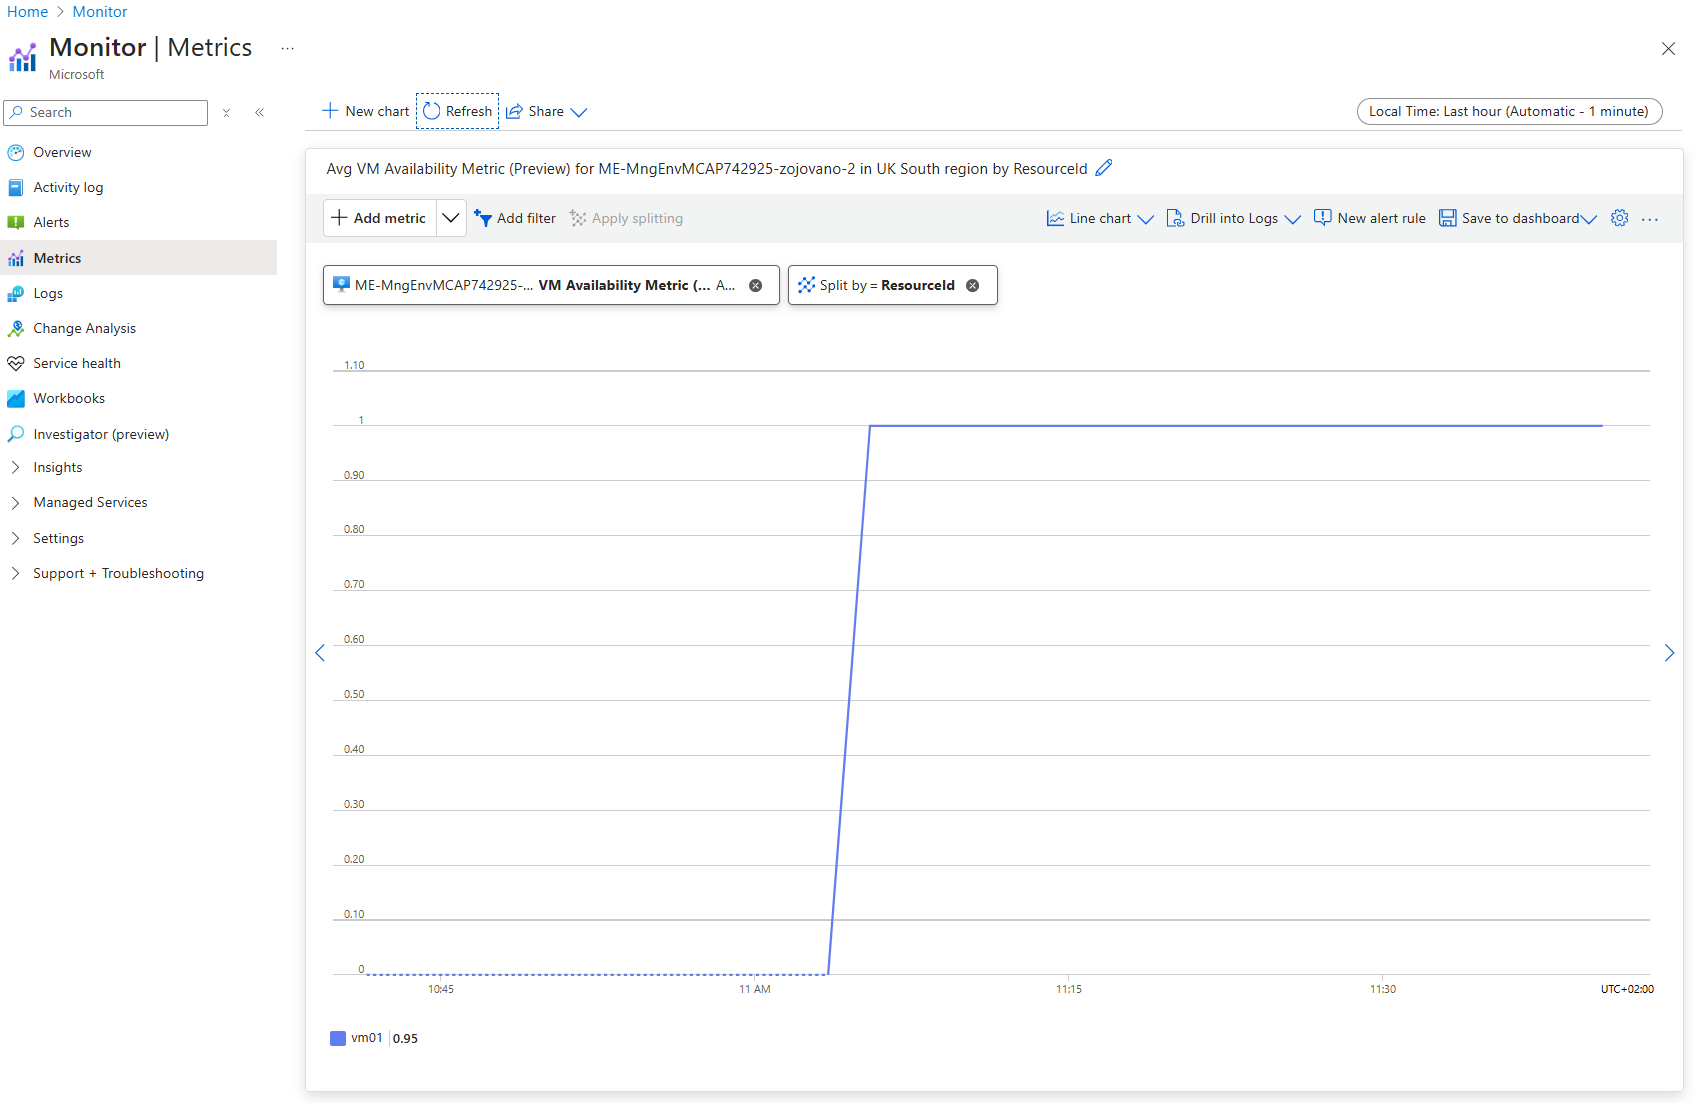 Home > Monitor
Monitor | Metrics ...
Microsoft
Search
Overview
Activity log
Alerts
Metrics
Logs
Change Analysis
Service health
Workbooks
Investigator (preview)
Insights
Managed Services
Settings
Support + Troubleshooting
New chart Refresh Share
Local Time: Last hour (Automatic - 1 minute)
Avg VM Availability Metric (Preview) for ME-MngEnvMCAP742925-zojovano-2 in UK South region by ResourceId
Add metric Add filter Apply splitting Line chart Drill into Logs New alert rule Save to dashboard ...
ME-MngEnvMCAP742925-... VM Availability Metric (... A... Split by = ResourceId
1.10
1
0.90
0.80
0.70
0.60
0.50
0.40
0.30
0.20
0.10
0
10:45 11 AM 11:15 11:30 UTC+02:00
vm01 0.95